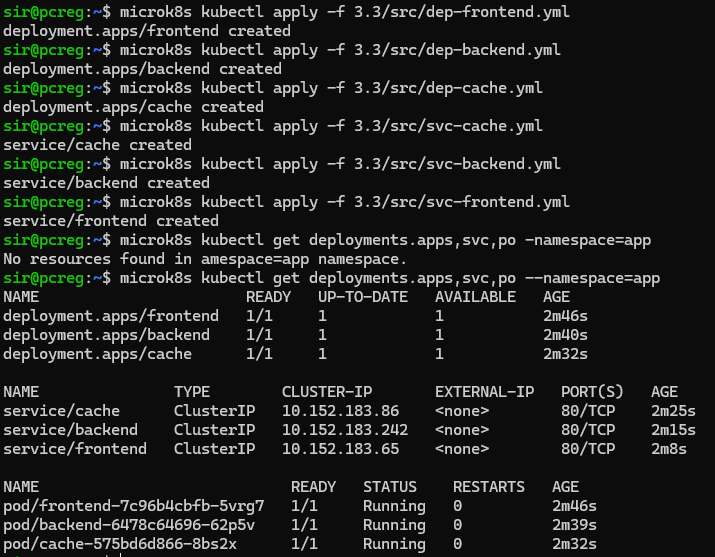 sir@pcreg:~$ microk8s kubectl apply -f 3.3/src/dep-frontend.yml
deployment.apps/frontend created
sir@pcreg:~$ microk8s kubectl apply -f 3.3/src/dep-backend.yml
deployment.apps/backend created
sir@pcreg:~$ microk8s kubectl apply -f 3.3/src/dep-cache.yml
deployment.apps/cache created
sir@pcreg:~$ microk8s kubectl apply -f 3.3/src/svc-cache.yml
service/cache created
sir@pcreg:~$ microk8s kubectl apply -f 3.3/src/svc-backend.yml
service/backend created
sir@pcreg:~$ microk8s kubectl apply -f 3.3/src/svc-frontend.yml
service/frontend created
sir@pcreg:~$ microk8s kubectl get deployments.apps,svc,po -namespace=app
No resources found in amespace=app namespace.
sir@pcreg:~$ microk8s kubectl get deployments.apps,svc,po --namespace=app
NAME                       READY   UP-TO-DATE   AVAILABLE   AGE
deployment.apps/frontend   1/1     1            1           2m46s
deployment.apps/backend    1/1     1            1           2m40s
deployment.apps/cache      1/1     1            1           2m32s

NAME               TYPE        CLUSTER-IP       EXTERNAL-IP   PORT(S)   AGE
service/cache      ClusterIP   10.152.183.86    <none>        80/TCP    2m25s
service/backend    ClusterIP   10.152.183.242   <none>        80/TCP    2m15s
service/frontend   ClusterIP   10.152.183.65    <none>        80/TCP    2m8s

NAME                            READY   STATUS    RESTARTS   AGE
pod/frontend-7c96b4cbfb-5vrg7   1/1     Running   0          2m46s
pod/backend-6478c64696-62p5v    1/1     Running   0          2m39s
pod/cache-575bd6d866-8bs2x      1/1     Running   0          2m32s